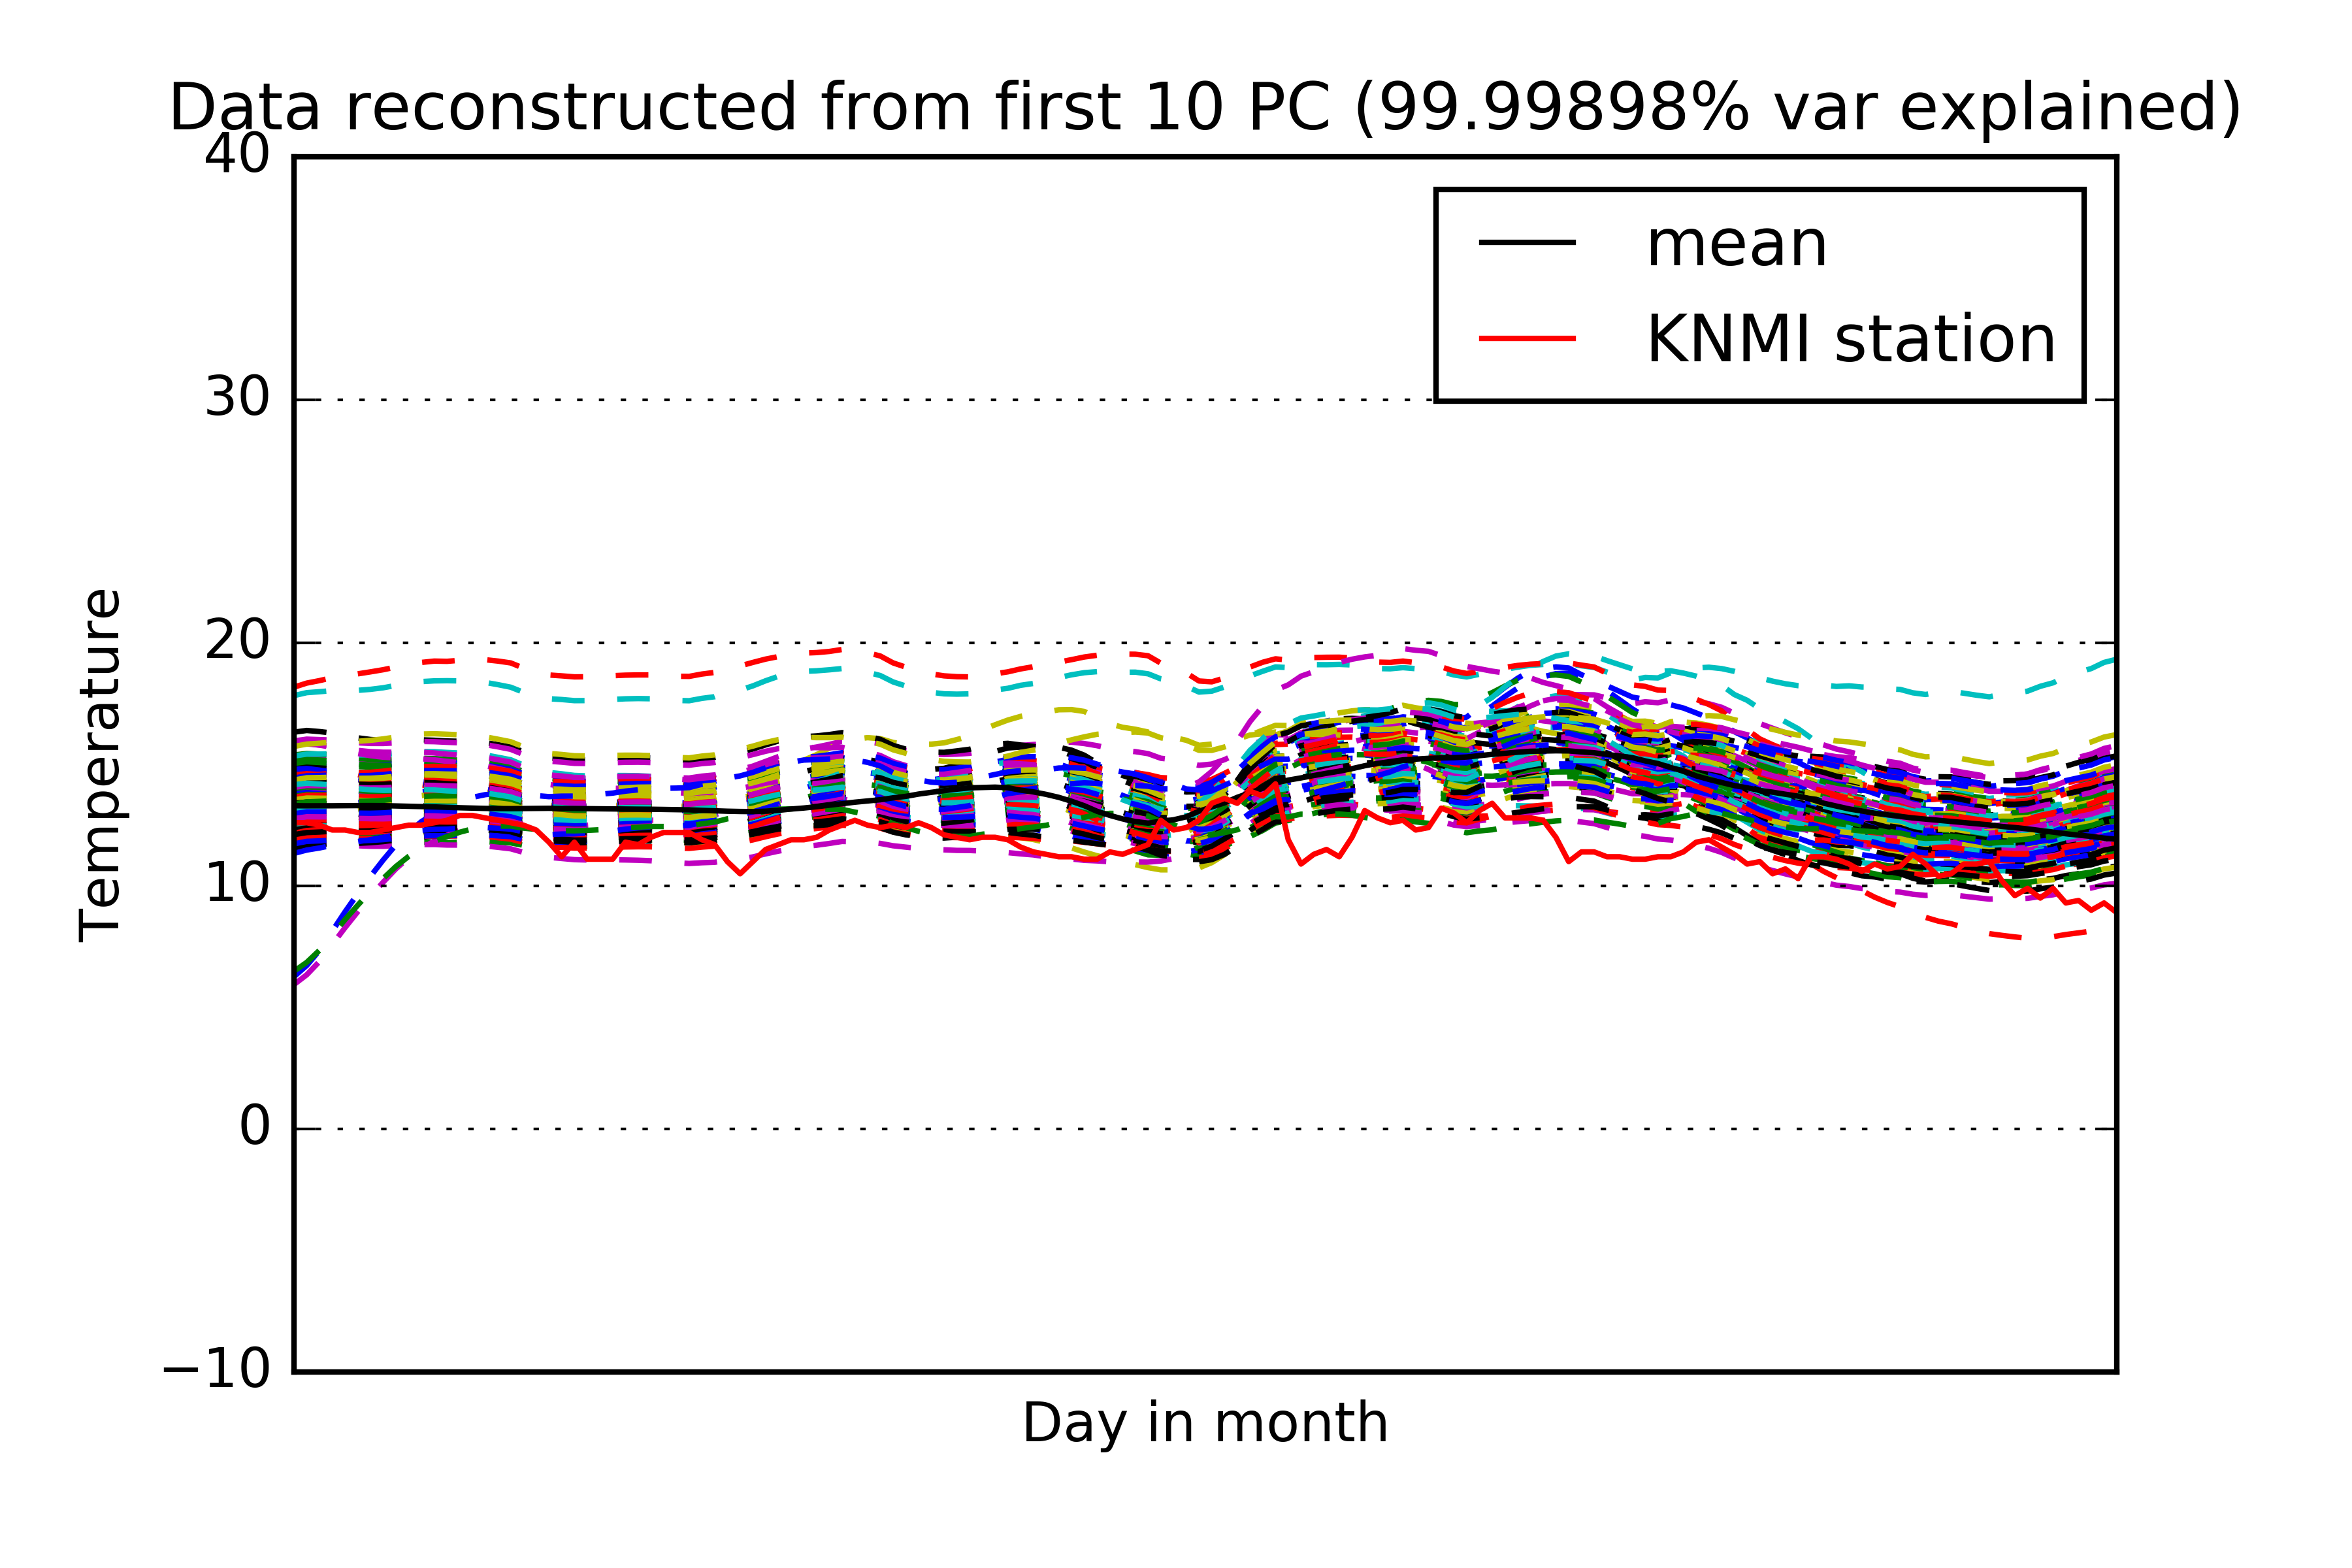 Data reconstructed from first 10 PC (99.99898% var explained)
40
30
20
10
0
−10
Temperature
mean
KNMI station
Day in month